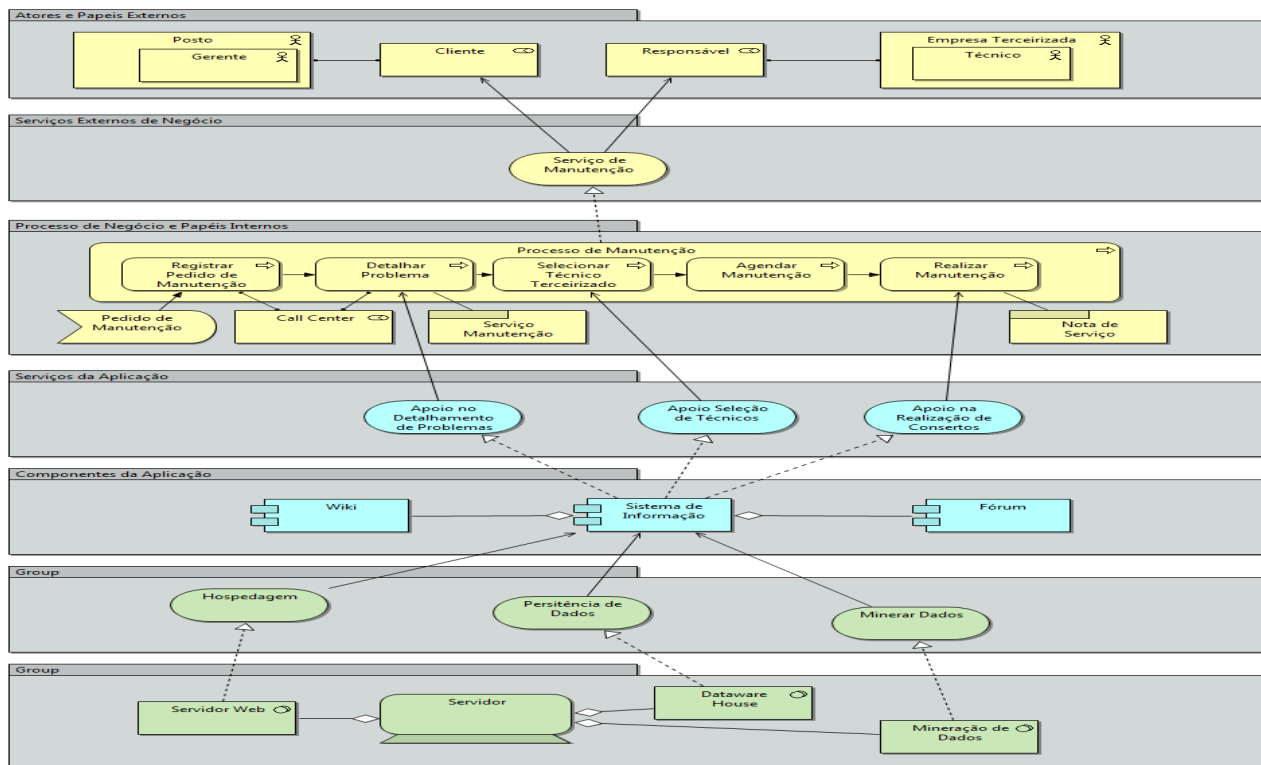 Atores e Papeis Externos
Posto
Gerente
Cliente
Responsável
Empresa Terceirizada
Técnico
Serviços Externos de Negócio
Serviço de
Manutenção
Processo de Negócio e Papéis Internos
Processo de Manutenção
Registrar
Pedido de
Manutenção
Detalhar
Problema
Selecionar
Técnico
Terceirizado
Agendar
Manutenção
Realizar
Manutenção
Pedido de
Manutenção
Call Center
Serviço
Manutenção
Nota de
Serviço
Serviços da Aplicação
Apoio no
Detalhamento
de Problemas
Apoio Seleção
de Técnicos
Apoio na
Realização de
Consertos
Componentes da Aplicação
Wiki
Sistema de
Informação
Fórum
Group
Hospedagem
Persitência de
Dados
Minerar Dados
Group
Servidor Web
Servidor
Dataware
House
Mineração de
Dados